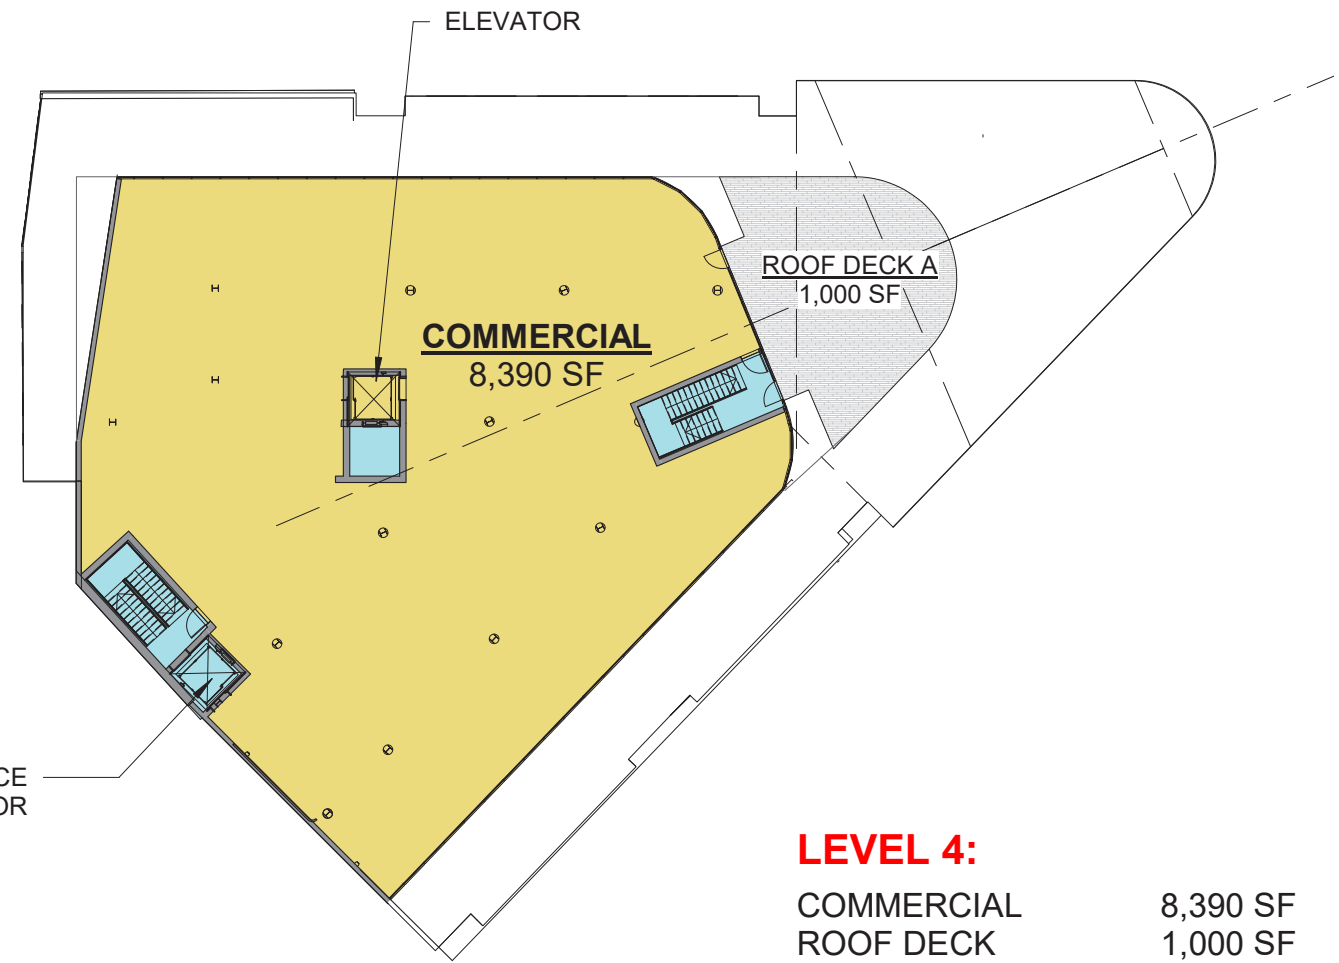 ELEVATOR
ROOF DECK A
1,000 SF
COMMERCIAL
8,390 SF
CE
OR
LEVEL 4:
COMMERCIAL 8,390 SF
ROOF DECK 1,000 SF